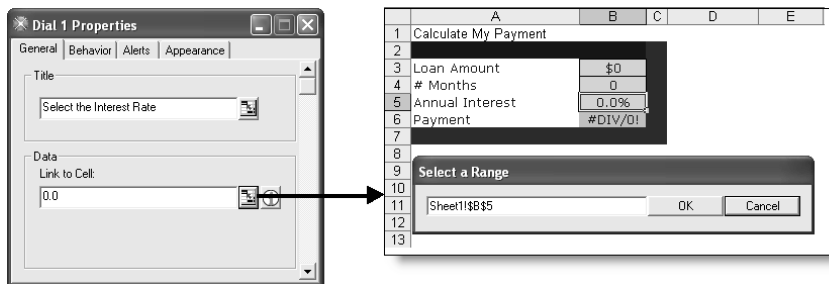 Dial 1 Properties
General Behavior Alerts Appearance
Title
Select the Interest Rate
Data
Link to Cell:
0.0
A B C D E
1 Calculate My Payment
2
3 Loan Amount $0
4 # Months 0
5 Annual Interest 0.0%
6 Payment #DIV/0!
7
8
9
10
11
12
13
Select a Range
Sheet1!$B$5 OK Cancel